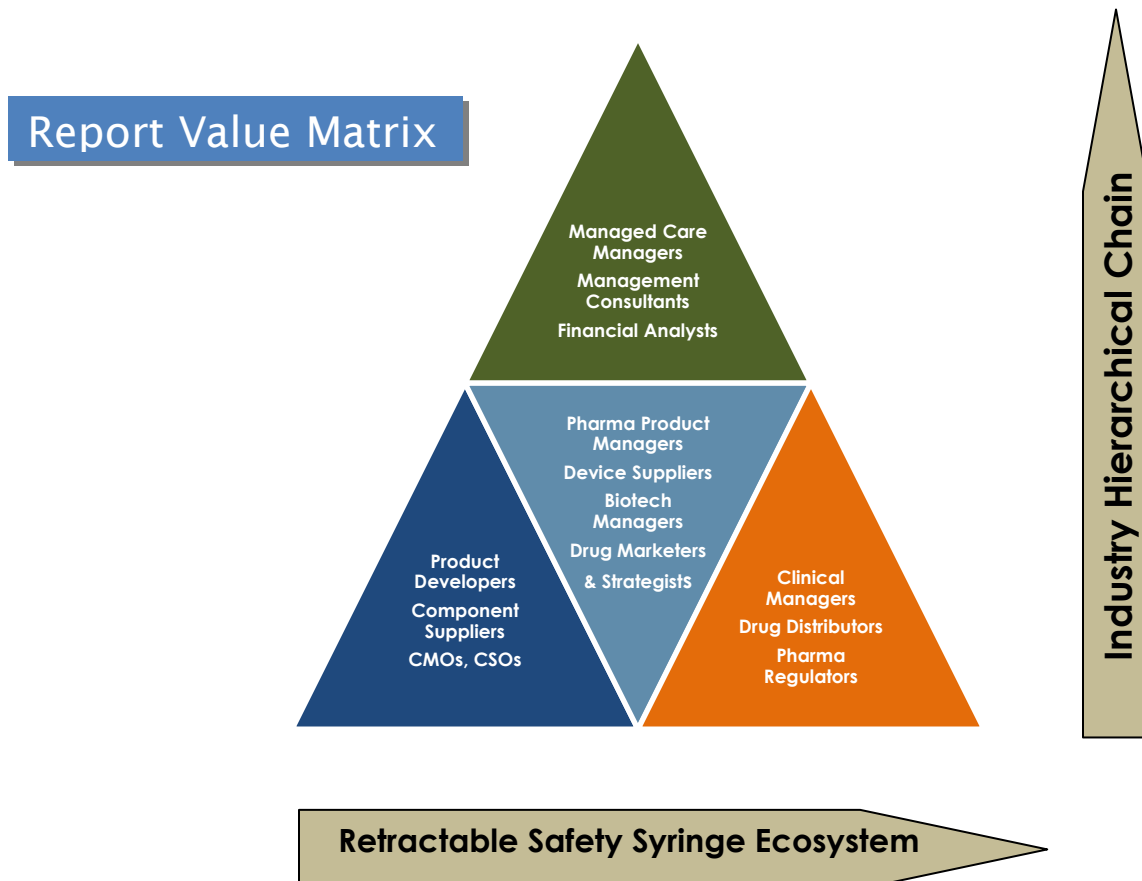 Report Value Matrix
Managed Care
Managers
Management
Consultants
Financial Analysts
Pharma Product
Managers
Device Suppliers
Biotech
Managers
Drug Marketers
& Strategists
Product
Developers
Component
Suppliers
CMOs, CSOs
Clinical
Managers
Drug Distributors
Pharma
Regulators
Industry Hierarchical Chain
Retractable Safety Syringe Ecosystem